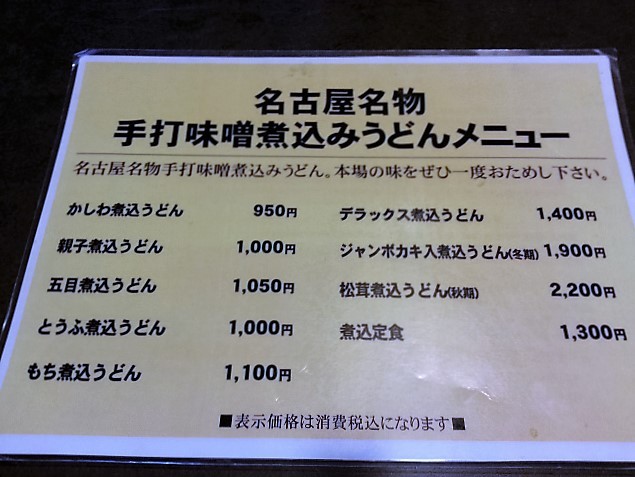 名古屋名物
手打味噌煮込みうどんメニュー
名古屋名物手打味噌煮込みうどん。本場の味をぜひ一度おためし下さい。
かしわ煮込うどん 950円
親子煮込うどん 1,000円
五目煮込うどん 1,050円
とうふ煮込うどん 1,000円
もち煮込うどん 1,100円
デラックス煮込うどん 1,400円
ジャンボカキ入煮込うどん(冬期) 1,900円
松茸煮込うどん(秋期) 2,200円
煮込定食 1,300円
■表示価格は消費税込になります■